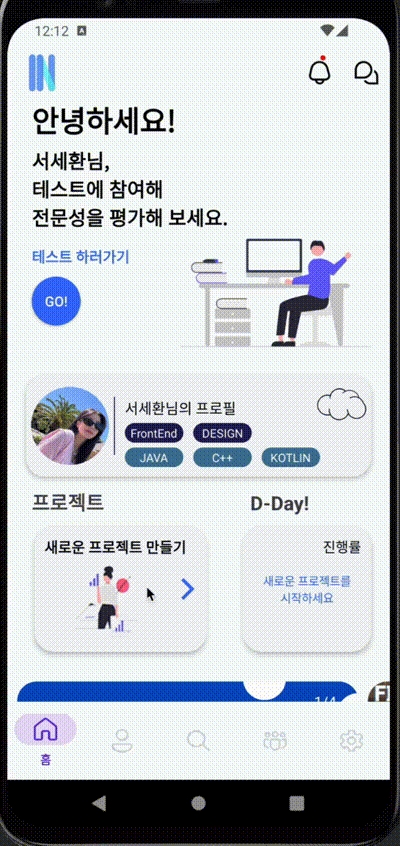 12:12 A
안녕하세요!
서세환님,
테스트에 참여해
전문성을 평가해 보세요.
테스트 하러가기
GO!
서세환님의 프로필
FrontEnd DESIGN
JAVA C++ KOTLIN
프로젝트 D-Day!
새로운 프로젝트 만들기
진행률
새로운 프로젝트를
시작하세요
1/4
홈